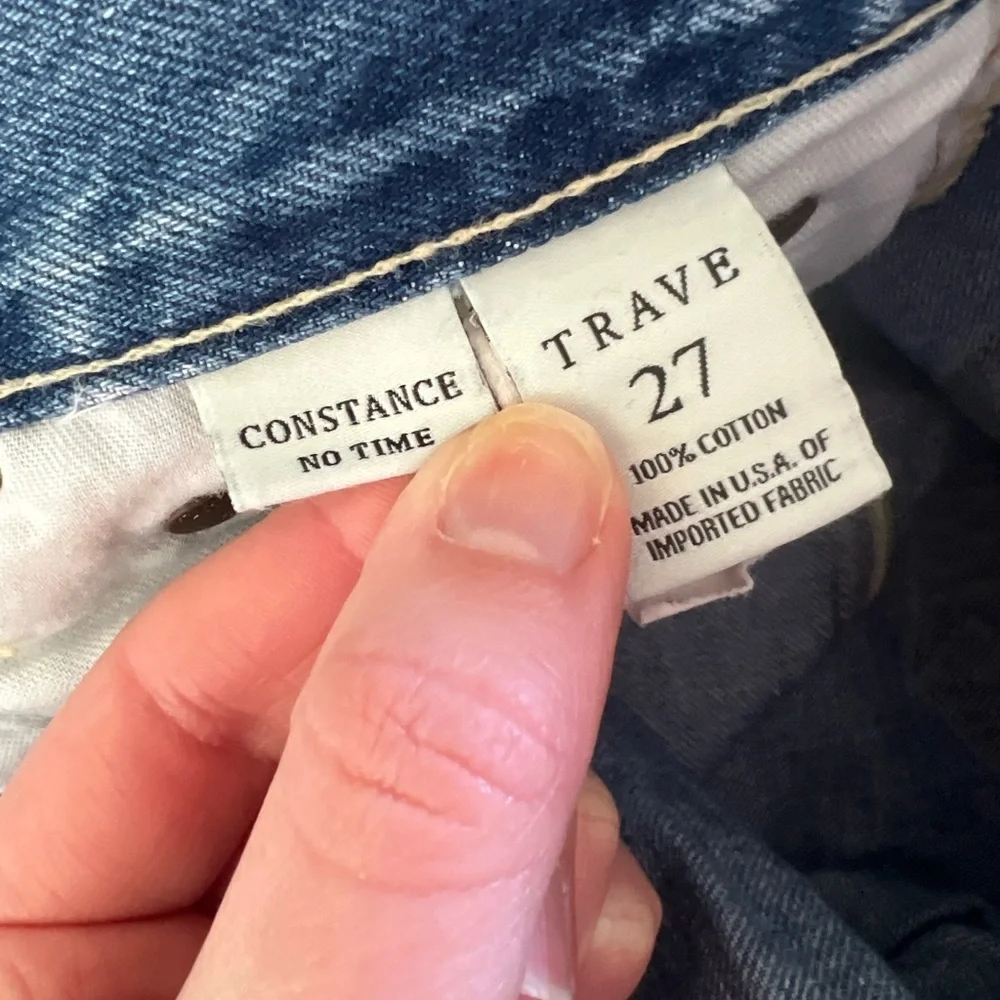 CONSTANCE
NO TIME
TRAVE
27
100% COTTON
MADE IN U.S.A. OF
IMPORTED FABRIC